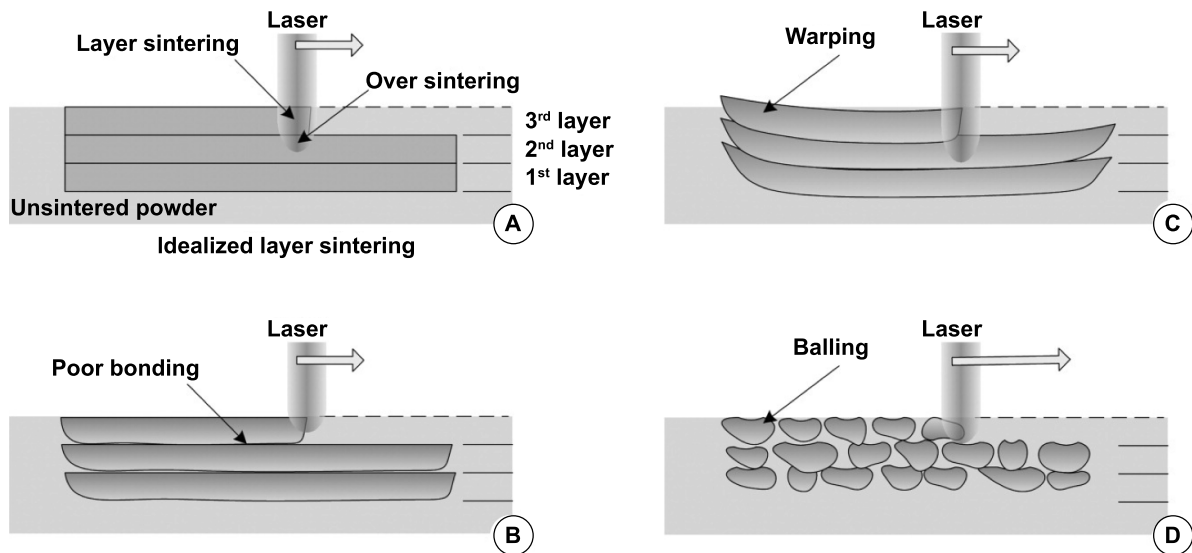 Laser
Layer sintering
Over sintering
3rd layer
2nd layer
1st layer
Unsintered powder
A
Idealized layer sintering
Laser
Warping
C
Laser
Poor bonding
B
Laser
Balling
D